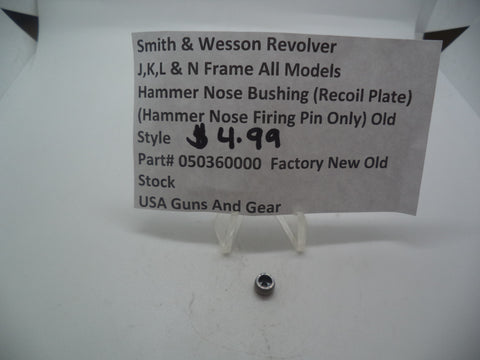 Smith & Wesson Revolver
J,K,L & N Frame All Models
Hammer Nose Bushing (Recoil Plate)
(Hammer Nose Firing Pin Only) Old
Style $4.99
Part# 050360000 Factory New Old
Stock
USA Guns And Gear